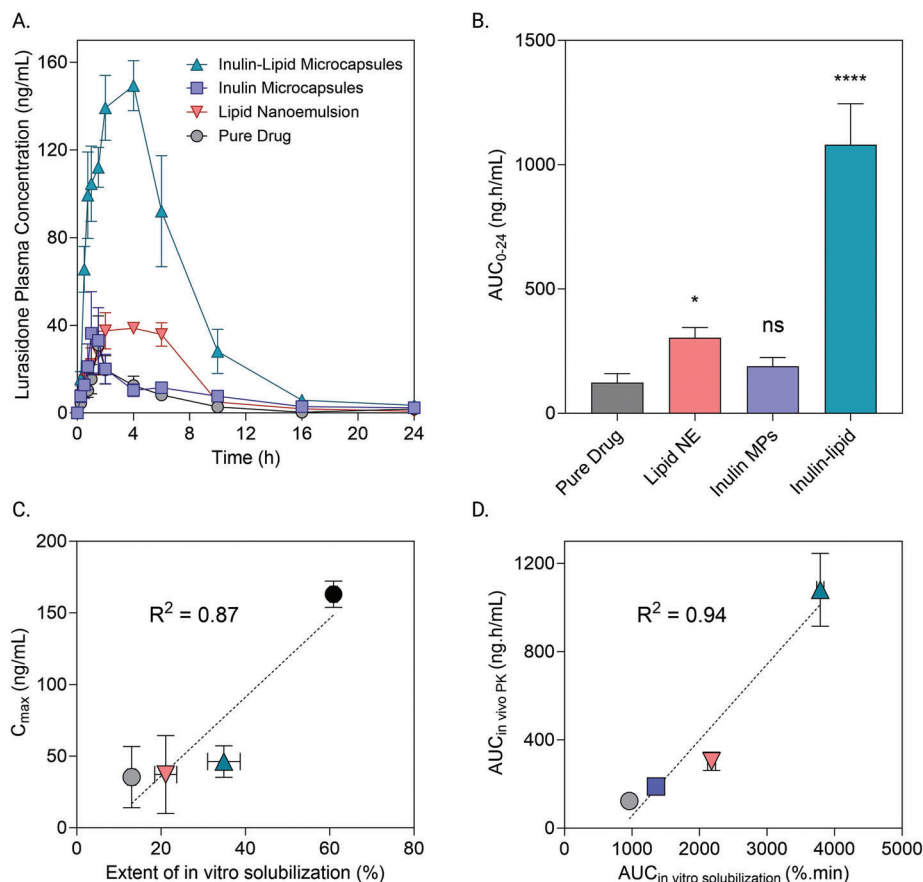 A.
Lurasidone Plasma Concentration (ng/mL)
160
120
80
40
0
Inulin-Lipid Microcapsules
Inulin Microcapsules
Lipid Nanoemulsion
Pure Drug
0 4 8 12 16 20 24
Time (h)
B.
AUC0-24 (ng.h/mL)
1500
1000
500
0
*
ns
****
Pure Drug
Lipid NE
Inulin MPs
Inulin-lipid
C.
Cmax (ng/mL)
200
150
100
50
0
R2 = 0.87
0 20 40 60 80
Extent of in vitro solubilization (%)
D.
AUCin vivo PK (ng.h/mL)
1200
800
400
0
R2 = 0.94
0 1000 2000 3000 4000 5000
AUCin vitro solubilization (%.min)